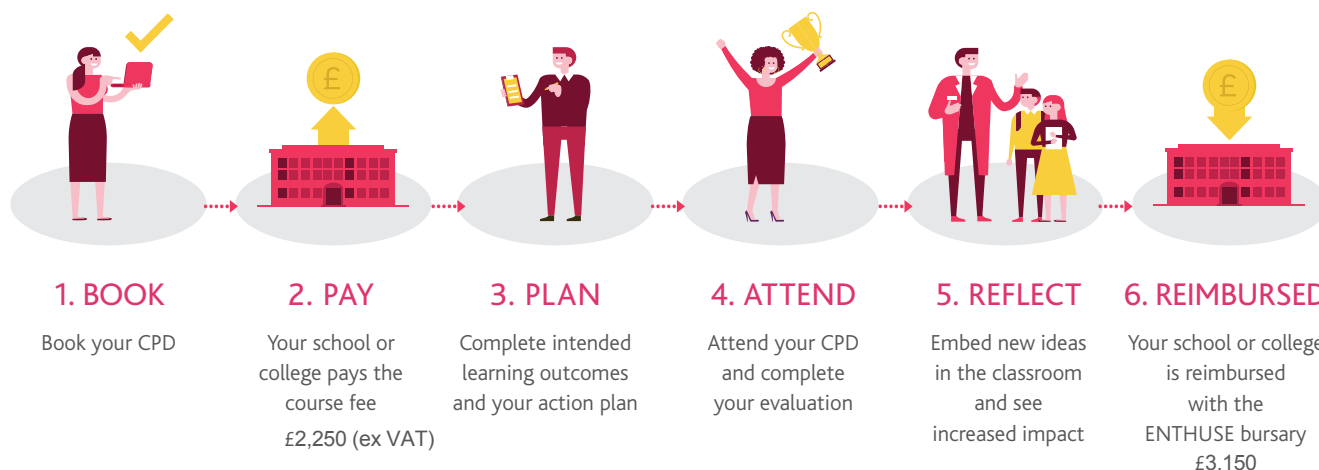 £
£
1. BOOK
Book your CPD
2. PAY
Your school or
college pays the
course fee
£2,250 (ex VAT)
3. PLAN
Complete intended
learning outcomes
and your action plan
4. ATTEND
Attend your CPD
and complete
your evaluation
5. REFLECT
Embed new ideas
in the classroom
and see
increased impact
6. REIMBURSED
Your school or college
is reimbursed
with the
ENTHUSE bursary
£3,150